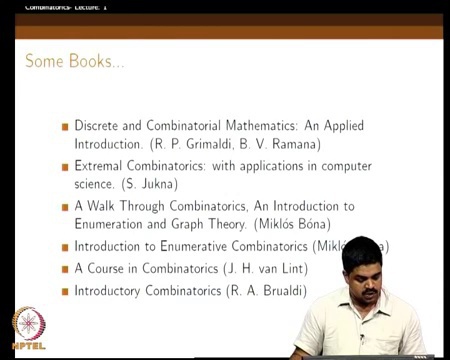 Combinatorics- Lecture: 1
Some Books...
Discrete and Combinatorial Mathematics: An Applied
Introduction. (R. P. Grimaldi, B. V. Ramana)
Extremal Combinatorics: with applications in computer
science. (S. Jukna)
A Walk Through Combinatorics, An Introduction to
Enumeration and Graph Theory. (Miklós Bóna)
Introduction to Enumerative Combinatorics
A Course in Combinatorics (J. H. van Lint)
Introductory Combinatorics (R. A. Brualdi)
NPTEL